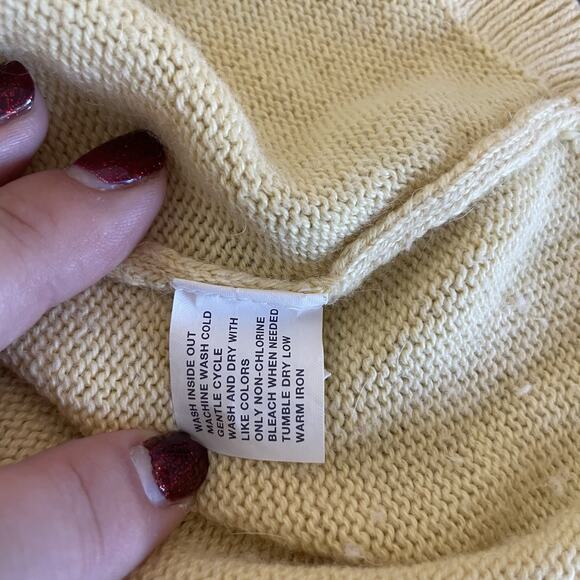 WASH INSIDE OUT
MACHINE WASH COLD
GENTLE CYCLE
WASH AND DRY WITH
LIKE COLORS
ONLY NON-CHLORINE
BLEACH WHEN NEEDED
TUMBLE DRY LOW
WARM IRON